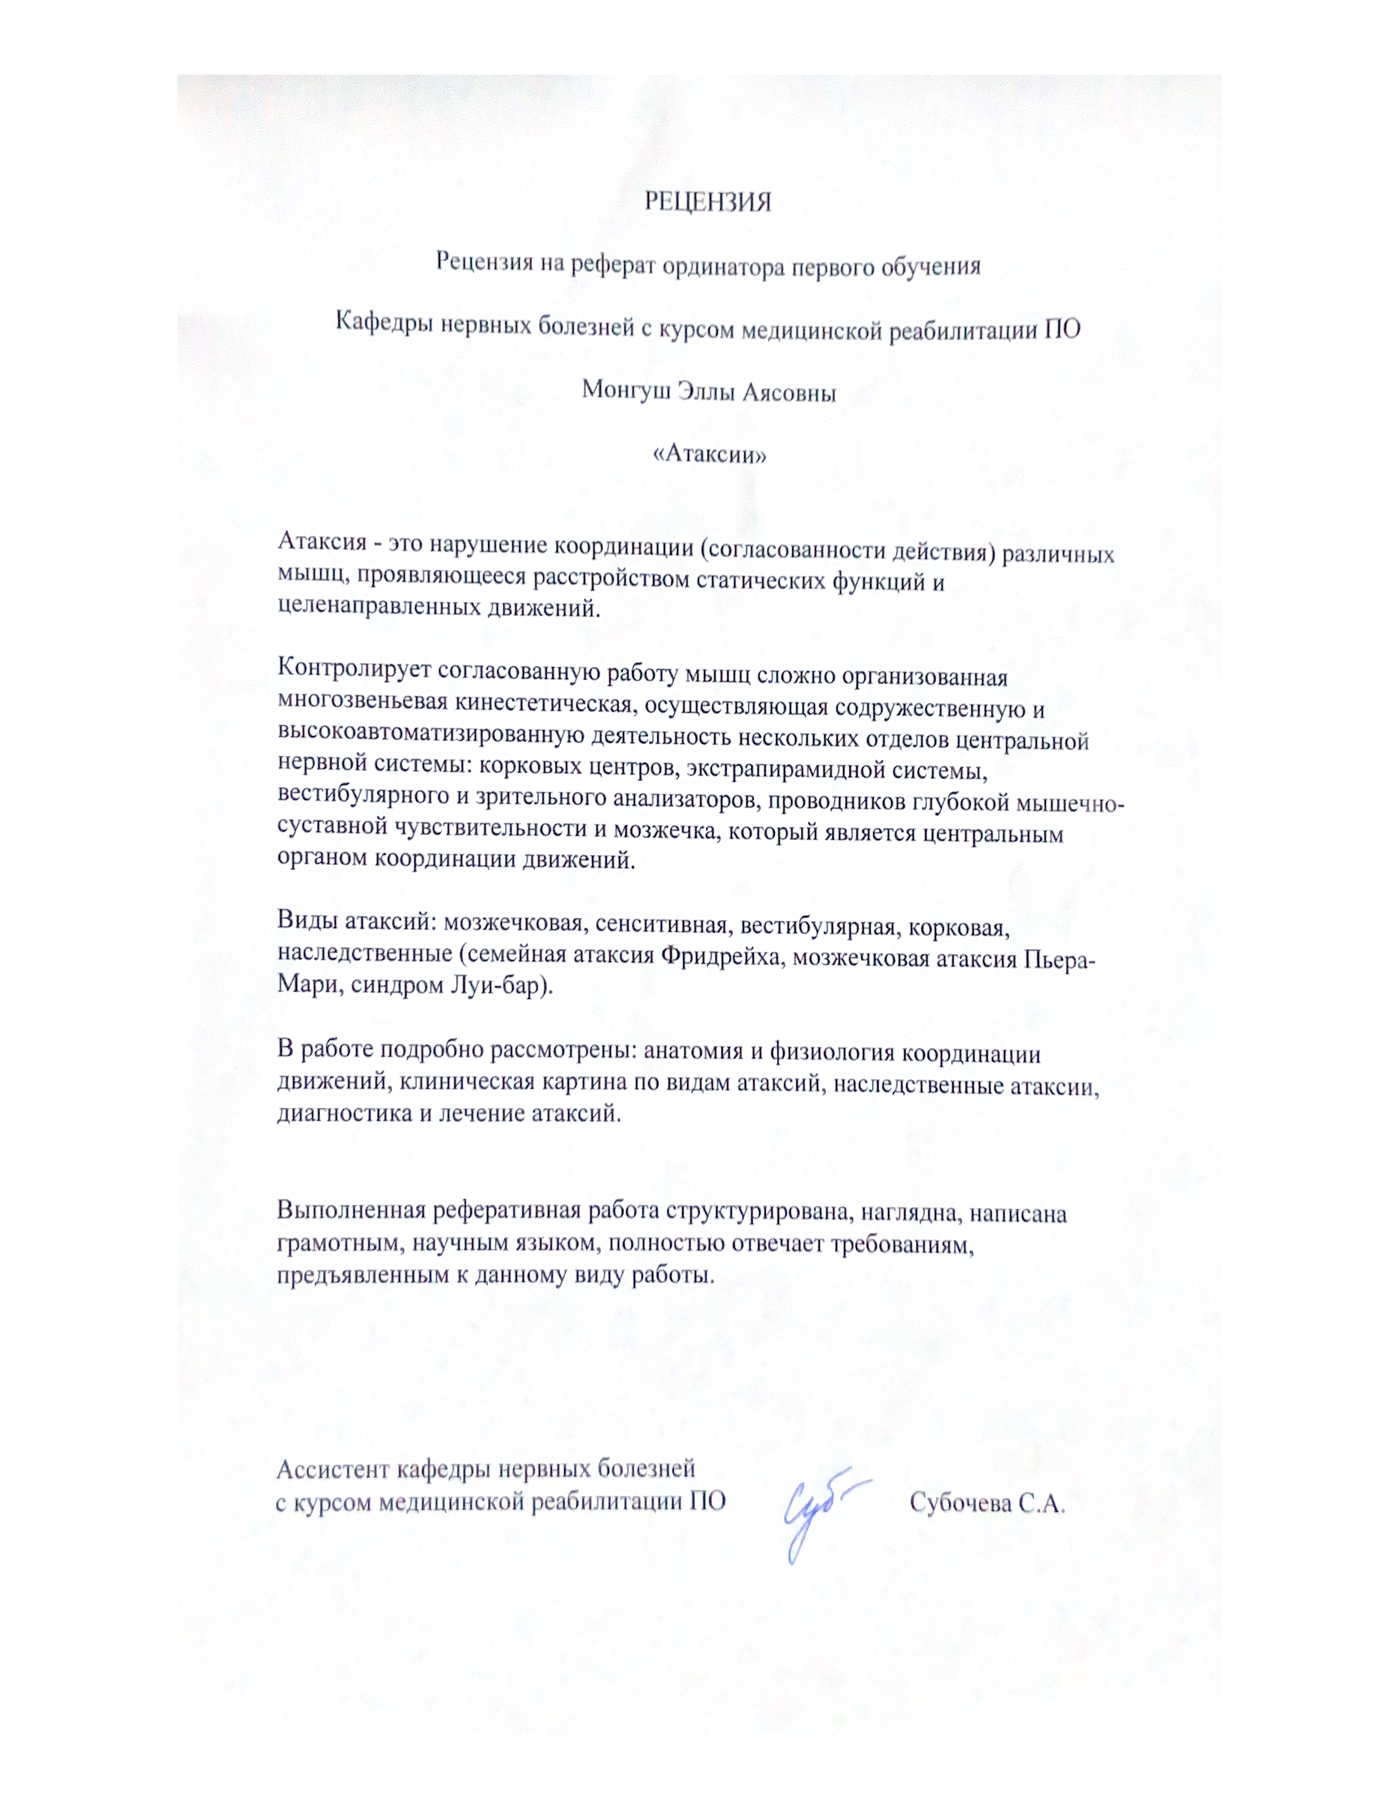 РЕЦЕНЗИЯ
Рецензия на реферат ординатора первого обучения
Кафедры нервных болезней с курсом медицинской реабилитации ПО
Монгуш Эллы Аясовны
«Атаксии»
Атаксия - это нарушение координации (согласованности действия) различных
мышц, проявляющееся расстройством статических функций и
целенаправленных движений.
Контролирует согласованную работу мышц сложно организованная
многозвеньевая кинестетическая, осуществляющая содружественную и
высокоавтоматизированную деятельность нескольких отделов центральной
нервной системы: корковых центров, экстрапирамидной системы,
вестибулярного и зрительного анализаторов, проводников глубокой мышечно-
суставной чувствительности и мозжечка, который является центральным
органом координации движений.
Виды атаксий: мозжечковая, сенситивная, вестибулярная, корковая,
наследственные (семейная атаксия Фридрейха, мозжечковая атаксия Пьера-
Мари, синдром Луи-бар).
В работе подробно рассмотрены: анатомия и физиология координации
движений, клиническая картина по видам атаксий, наследственные атаксии,
диагностика и лечение атаксий.
Выполненная реферативная работа структурирована, наглядна, написана
грамотным, научным языком, полностью отвечает требованиям,
предъявленным к данному виду работы.
Ассистент кафедры нервных болезней
с курсом медицинской реабилитации ПО Суб Субочева С.А.